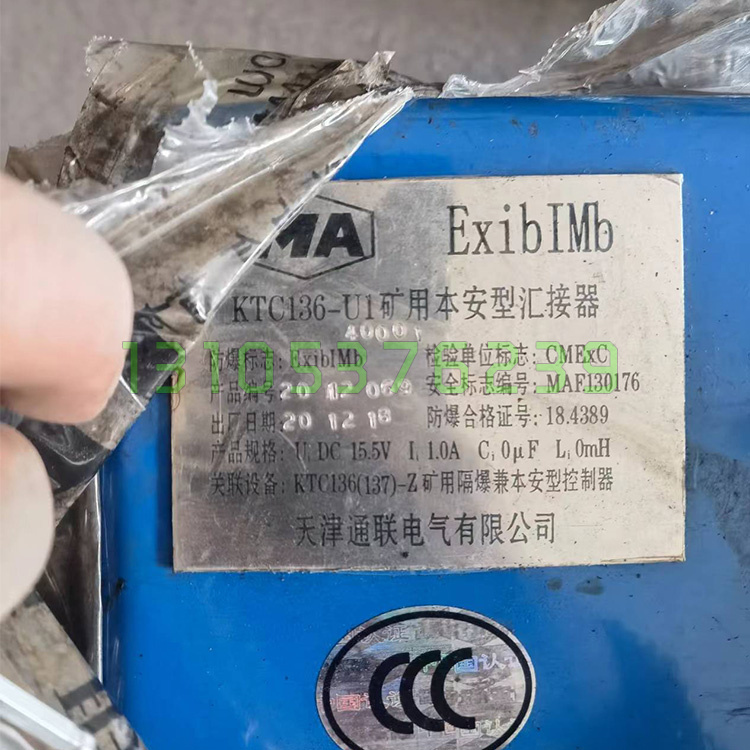 MA ExibIMb
KTC136-U1矿用本安型汇接器
防爆标志: ExibIMb 检验单位标志: CMExC
产品编号: 安全标志编号: MAF130176
出厂日期 20 12 18 防爆合格证号: 18.4389
产品规格: Ui DC 15.5V Ii 1.0A Ci 0μF Li 0mH
关联设备: KTC136(137)-Z矿用隔爆兼本安型控制器
天津通联电气有限公司
13105376239
CCC